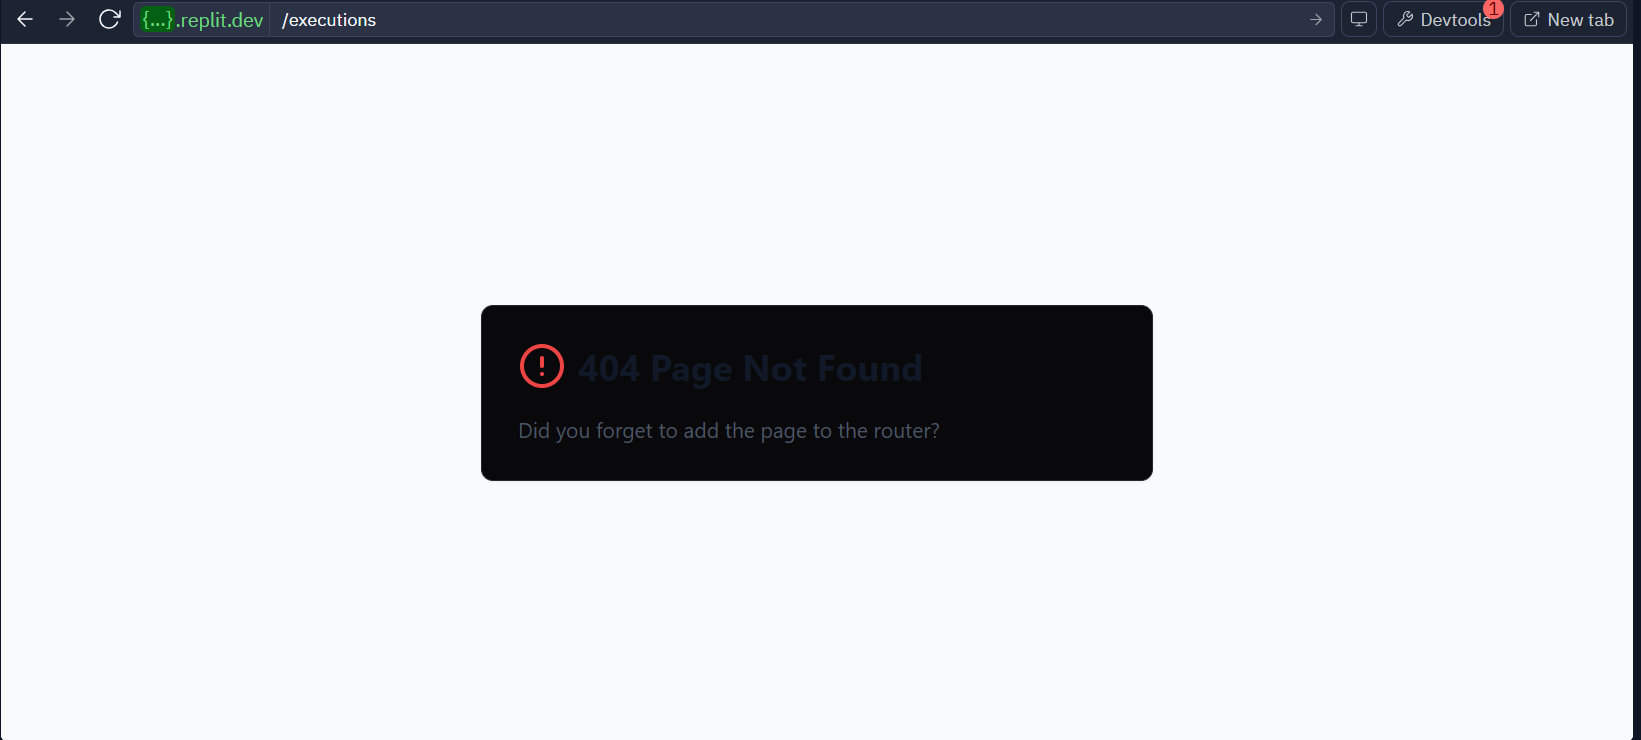 {...}.replit.dev /executions Devtools 1 New tab
404 Page Not Found
Did you forget to add the page to the router?